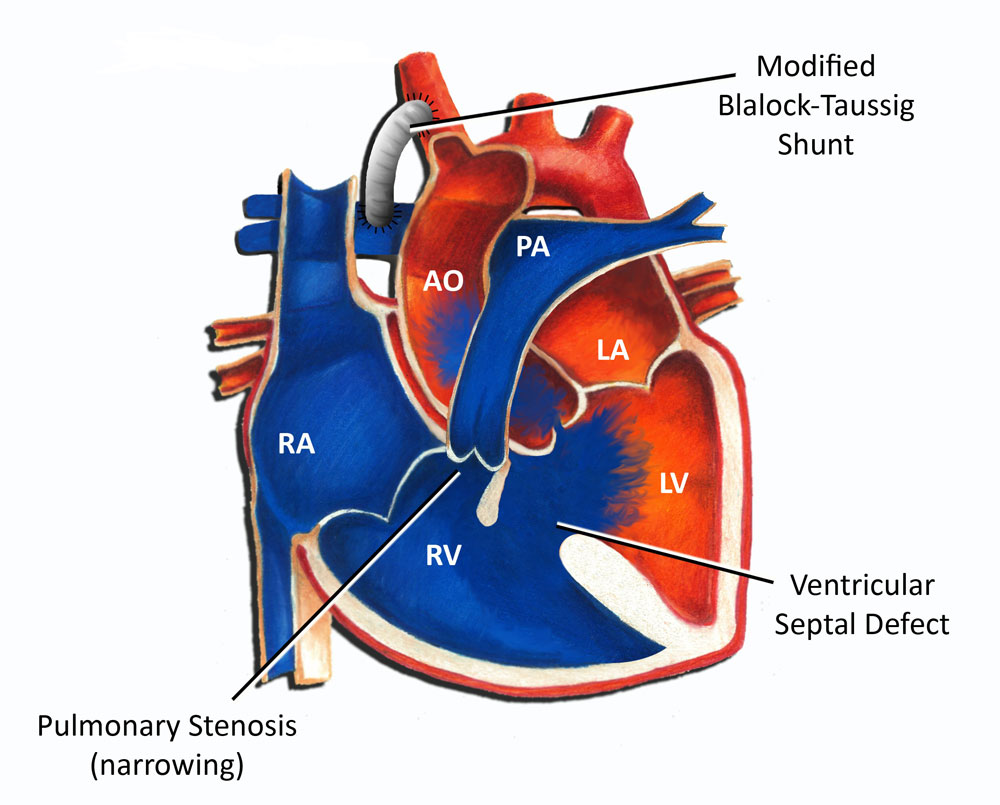 Modified
Blalock-Taussig
Shunt
PA
AO
LA
RA
LV
RV
Ventricular
Septal Defect
Pulmonary Stenosis
(narrowing)